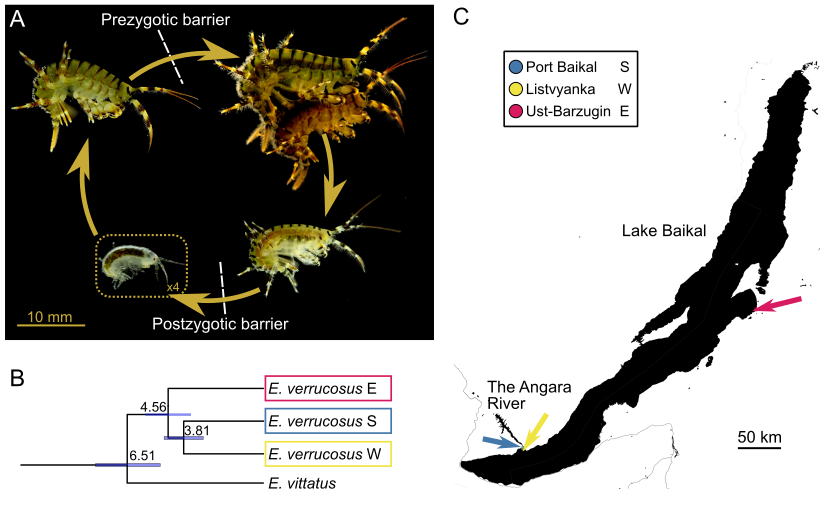 A
Prezygotic barrier
x4
10 mm
Postzygotic barrier
B
4.56
3.81
6.51
E. verrucosus E
E. verrucosus S
E. verrucosus W
E. vittatus
C
Port Baikal S
Listvyanka W
Ust-Barzugin E
Lake Baikal
The Angara
River
50 km